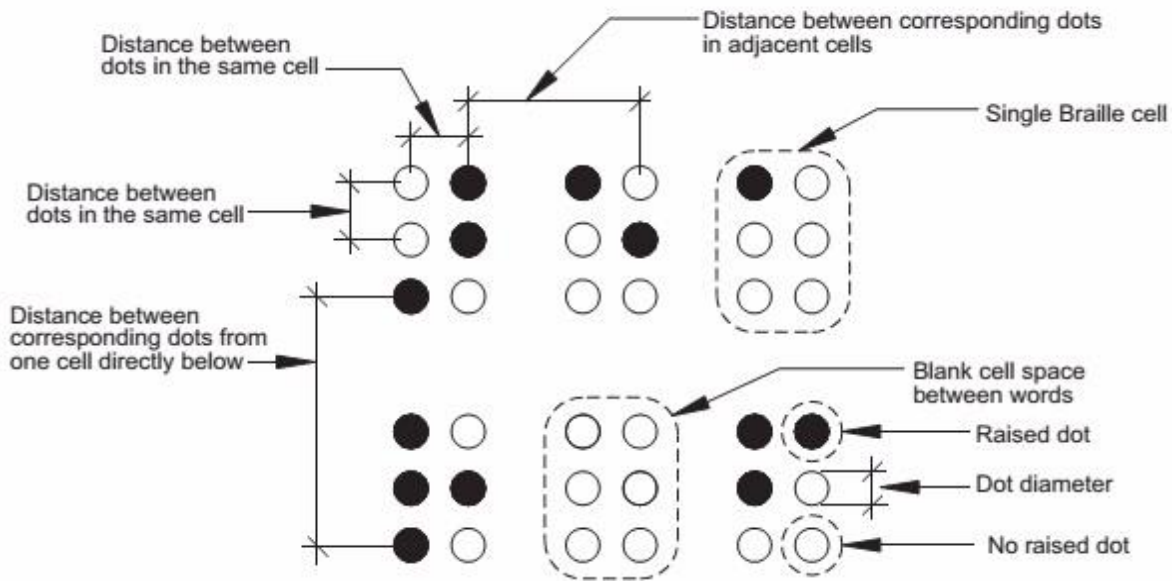 Distance between
dots in the same cell
Distance between corresponding dots
in adjacent cells
Single Braille cell
Distance between
dots in the same cell
Distance between
corresponding dots from
one cell directly below
Blank cell space
between words
Raised dot
Dot diameter
No raised dot